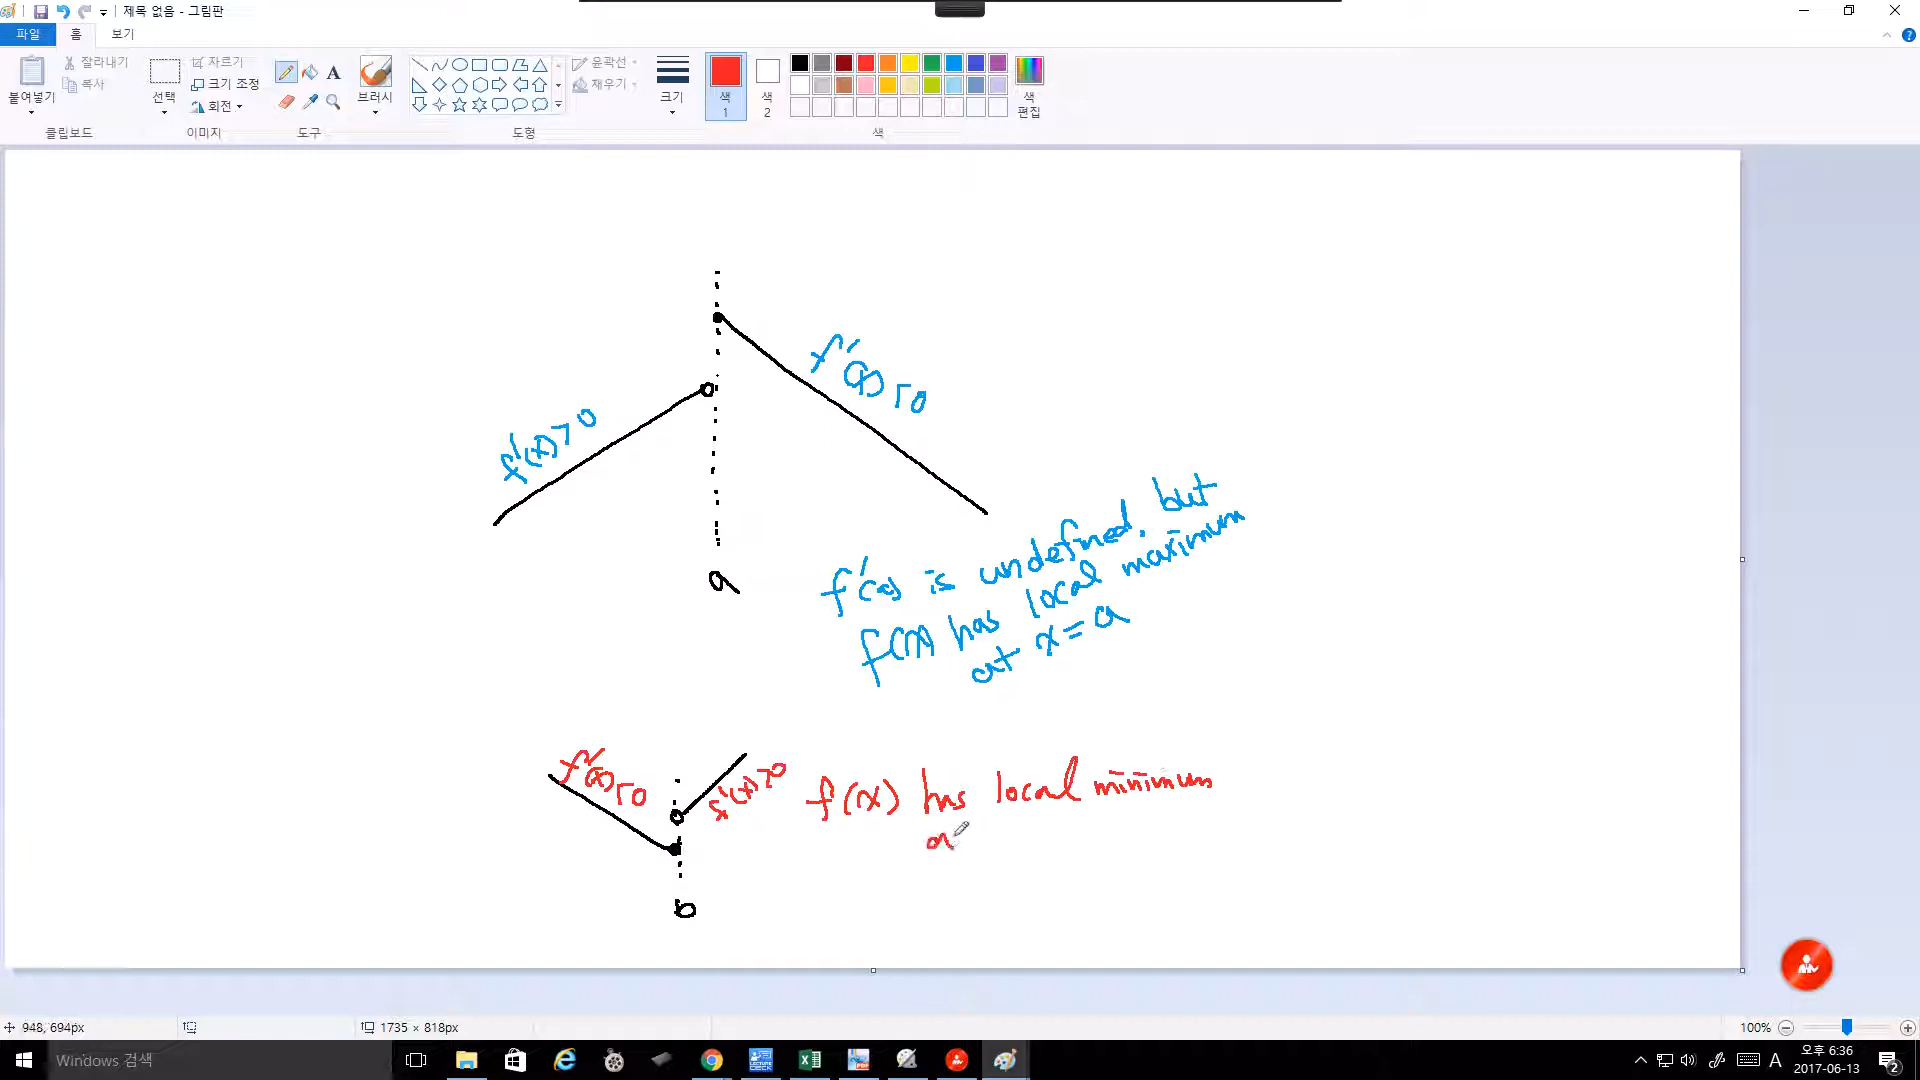 제목 없음 - 그림판
파일 홈 보기
붙여넣기 잘라내기 복사 클립보드
선택 자르기 크기 조정 회전 이미지
A 도구
브러시
윤곽선 채우기 도형
크기
색 1 색 2 색 편집 색
f'(x) > 0
f'(x) < 0
a
f'(a) is undefined, but
f(x) has local maximum
at x = a
f'(x) < 0
f'(x) > 0
f(x) has local minimum
a
b
948, 694px 1735 × 818px 100%
Windows 검색
A 오후 6:36
2017-06-13
2